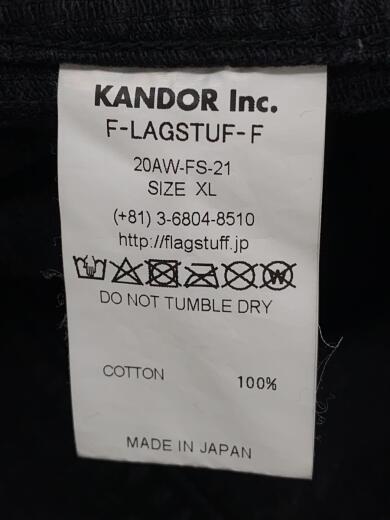 KANDOR Inc.
F-LAGSTUF-F
20AW-FS-21
SIZE XL
(+81) 3-6804-8510
http://flagstuff.jp
W
DO NOT TUMBLE DRY
COTTON 100%
MADE IN JAPAN